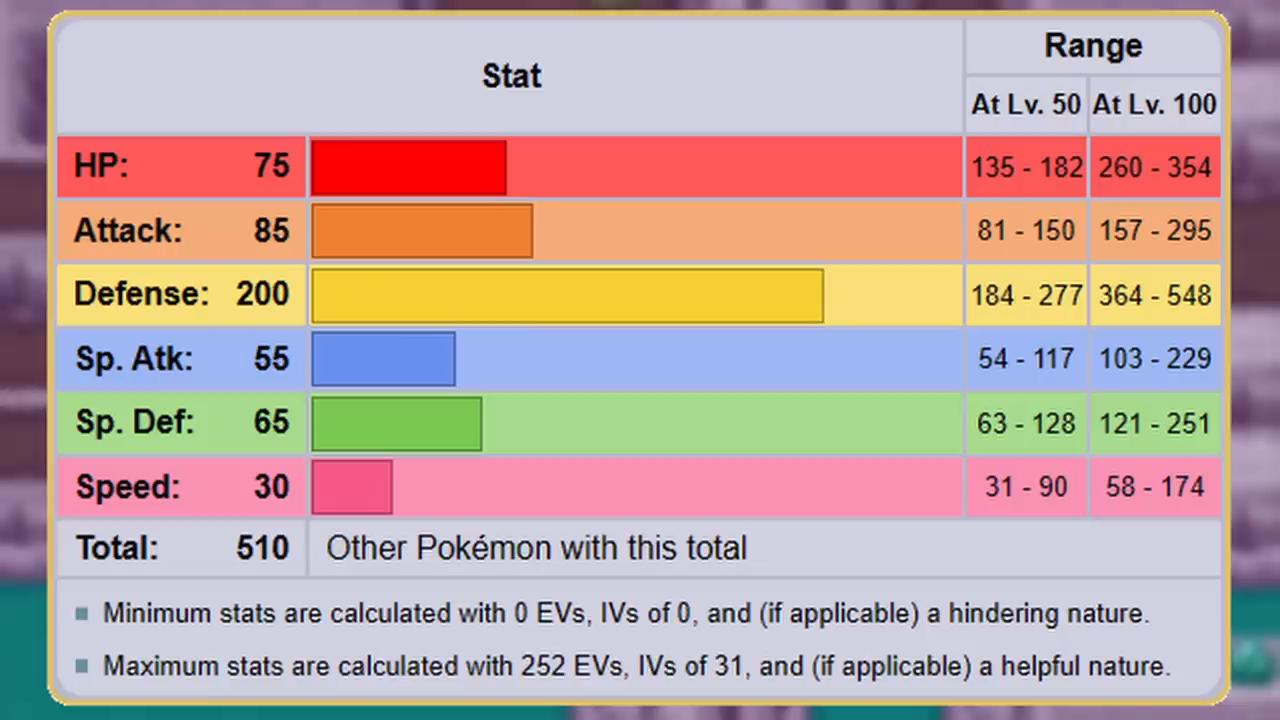 Stat Range
At Lv. 50 At Lv. 100
HP: 75 135 - 182 260 - 354
Attack: 85 81 - 150 157 - 295
Defense: 200 184 - 277 364 - 548
Sp. Atk: 55 54 - 117 103 - 229
Sp. Def: 65 63 - 128 121 - 251
Speed: 30 31 - 90 58 - 174
Total: 510 Other Pokémon with this total
Minimum stats are calculated with 0 EVs, IVs of 0, and (if applicable) a hindering nature.
Maximum stats are calculated with 252 EVs, IVs of 31, and (if applicable) a helpful nature.